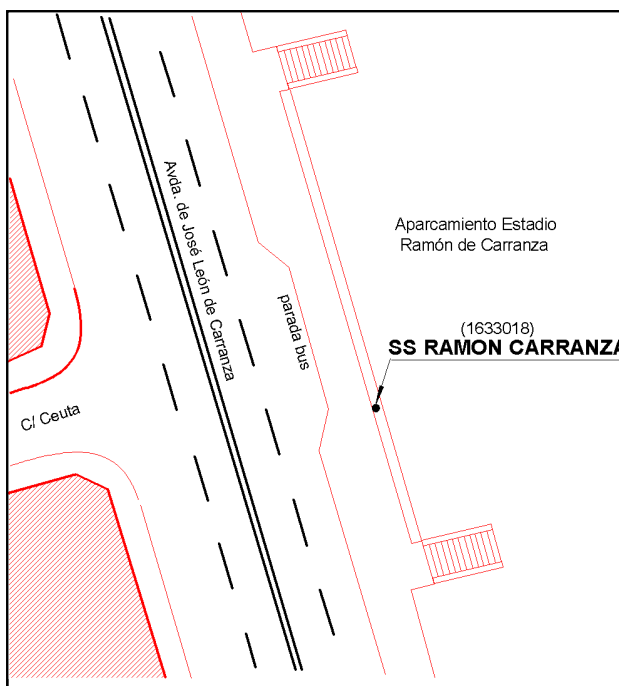 Avda. de José León de Carranza
Aparcamiento Estadio
Ramón de Carranza
parada bus
(1633018)
SS RAMON CARRANZA
C/ Ceuta